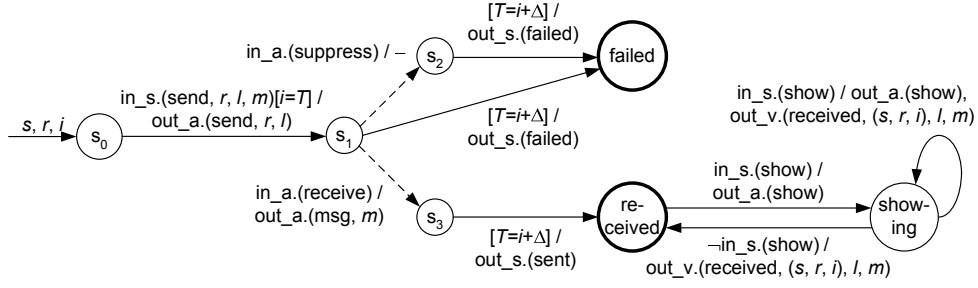 [T=i+Δ] /
out_s.(failed)
in_a.(suppress) / –
s2
failed
in_s.(send, r, l, m)[i=T] /
out_a.(send, r, l)
s, r, i
s0
s1
[T=i+Δ] /
out_s.(failed)
in_s.(show) / out_a.(show),
out_v.(received, (s, r, i), l, m)
in_a.(receive) /
out_a.(msg, m)
s3
[T=i+Δ] /
out_s.(sent)
re-
ceived
in_s.(show) /
out_a.(show)
show-
ing
¬in_s.(show) /
out_v.(received, (s, r, i), l, m)